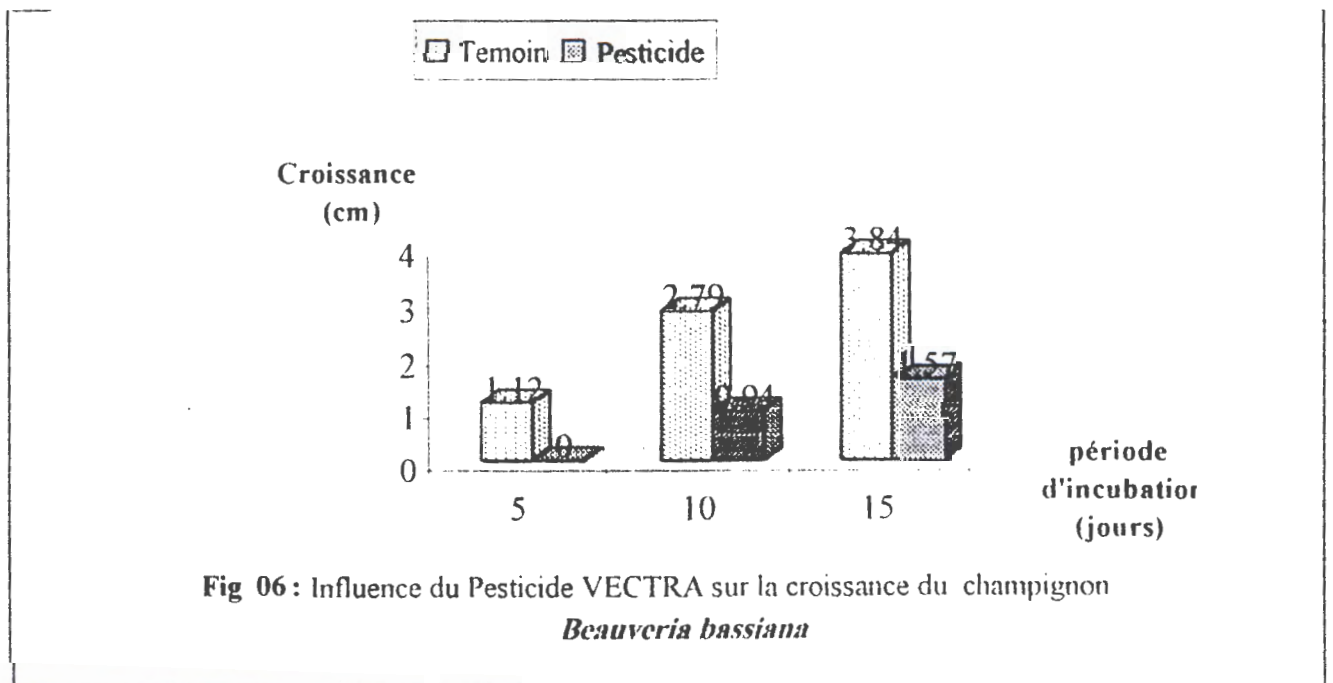 Temoin Pesticide
Croissance
(cm)
4
3
2
1
0
1.12
0
2.79
0.94
3.84
1.57
5 10 15
période
d'incubation
(jours)
Fig 06 : Influence du Pesticide VECTRA sur la croissance du champignon
Beauveria bassiana